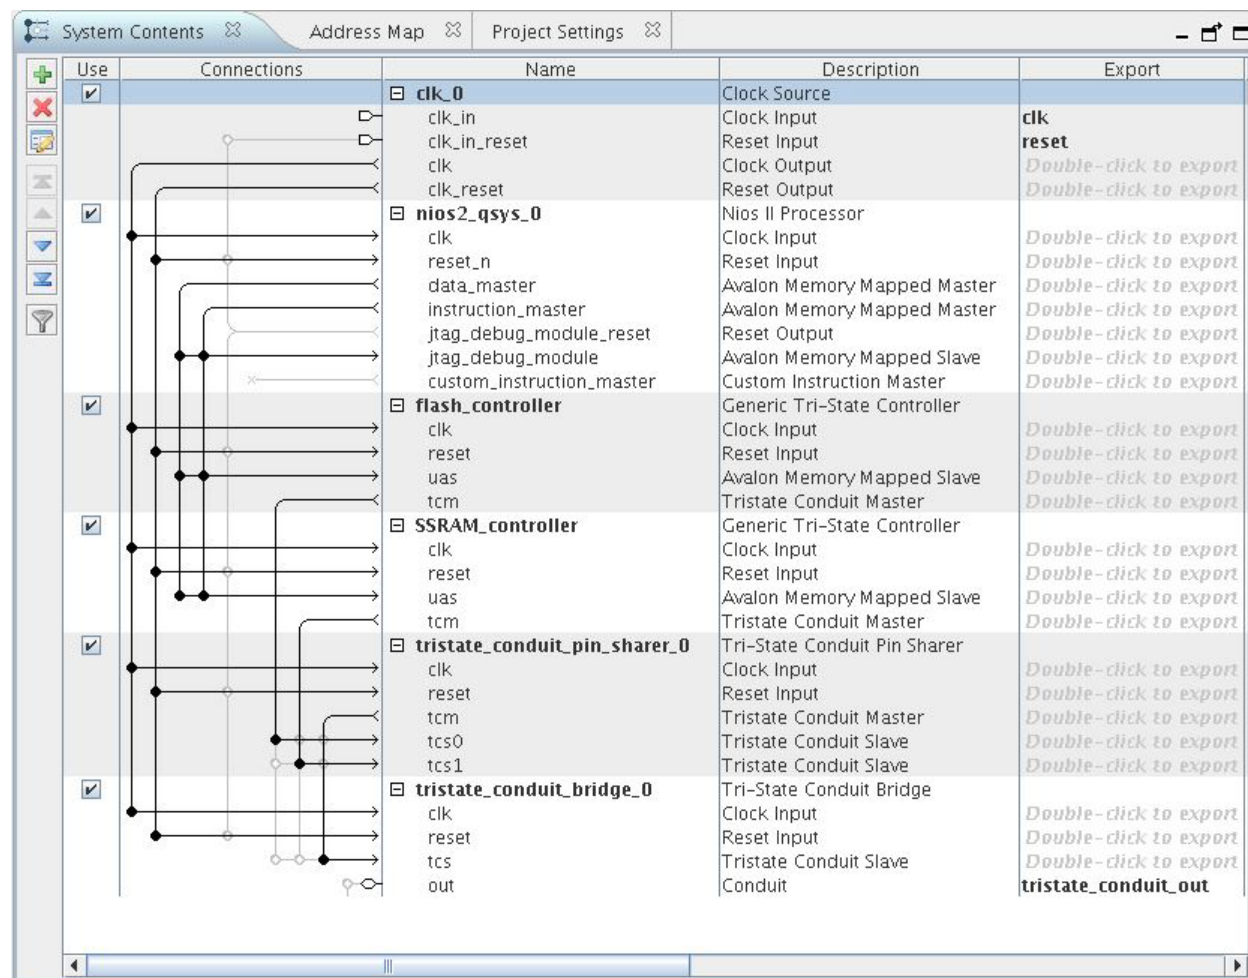 System Contents Address Map Project Settings
Use Connections Name Description Export
clk_0 Clock Source
clk_in Clock Input clk
clk_in_reset Reset Input reset
clk Clock Output Double-click to export
clk_reset Reset Output Double-click to export
nios2_qsys_0 Nios II Processor
clk Clock Input Double-click to export
reset_n Reset Input Double-click to export
data_master Avalon Memory Mapped Master Double-click to export
instruction_master Avalon Memory Mapped Master Double-click to export
jtag_debug_module_reset Reset Output Double-click to export
jtag_debug_module Avalon Memory Mapped Slave Double-click to export
custom_instruction_master Custom Instruction Master Double-click to export
flash_controller Generic Tri-State Controller
clk Clock Input Double-click to export
reset Reset Input Double-click to export
uas Avalon Memory Mapped Slave Double-click to export
tcm Tristate Conduit Master Double-click to export
SSRAM_controller Generic Tri-State Controller
clk Clock Input Double-click to export
reset Reset Input Double-click to export
uas Avalon Memory Mapped Slave Double-click to export
tcm Tristate Conduit Master Double-click to export
tristate_conduit_pin_sharer_0 Tri-State Conduit Pin Sharer
clk Clock Input Double-click to export
reset Reset Input Double-click to export
tcm Tristate Conduit Master Double-click to export
tcs0 Tristate Conduit Slave Double-click to export
tcs1 Tristate Conduit Slave Double-click to export
tristate_conduit_bridge_0 Tri-State Conduit Bridge
clk Clock Input Double-click to export
reset Reset Input Double-click to export
tcs Tristate Conduit Slave Double-click to export
out Conduit tristate_conduit_out